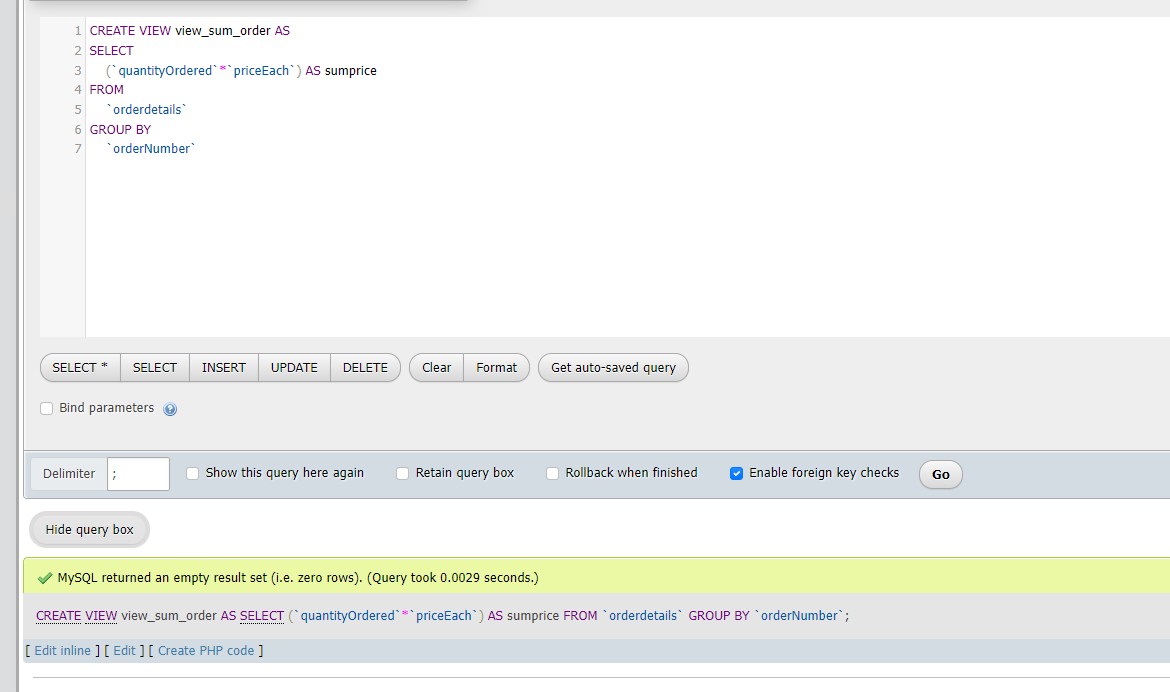 1 CREATE VIEW view_sum_order AS
2 SELECT
3 (`quantityOrdered`*`priceEach`) AS sumprice
4 FROM
5 `orderdetails`
6 GROUP BY
7 `orderNumber`
SELECT * SELECT INSERT UPDATE DELETE Clear Format Get auto-saved query
Bind parameters
Delimiter ; Show this query here again Retain query box Rollback when finished Enable foreign key checks Go
Hide query box
MySQL returned an empty result set (i.e. zero rows). (Query took 0.0029 seconds.)
CREATE VIEW view_sum_order AS SELECT (`quantityOrdered`*`priceEach`) AS sumprice FROM `orderdetails` GROUP BY `orderNumber`;
[ Edit inline ] [ Edit ] [ Create PHP code ]